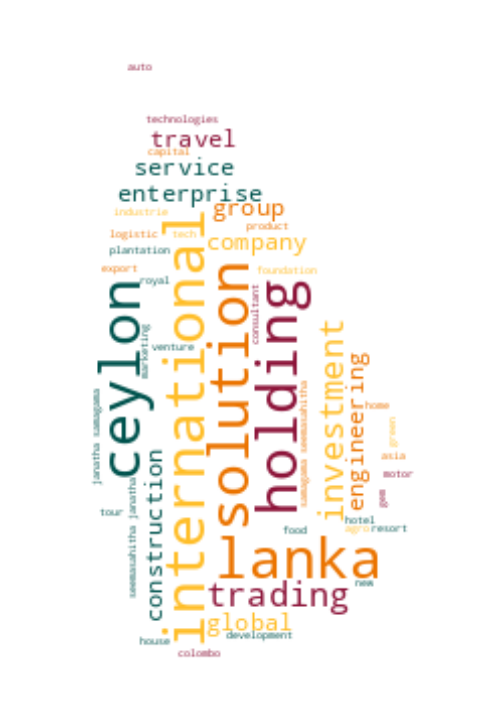 auto
technologies
travel
capital
service
enterprise
industrie
group
product
logistic
tech
company
plantation
export
foundation
royal
ceylon
international
solution
holding
consultant
marketing
venture
investment
engineering
janatha samagama
samagama seemasahitha
home
green
asia
motor
gem
construction
seemasahitha janatha
tour
hotel
agro
resort
food
lanka
new
trading
global
development
house
colombo